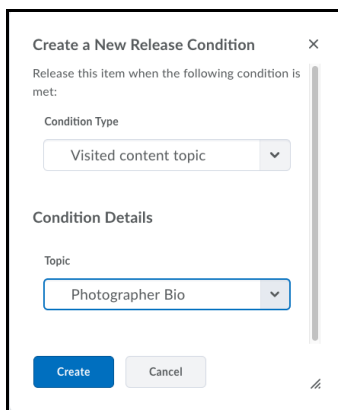 Create a New Release Condition
Release this item when the following condition is
met:
Condition Type
Visited content topic
Condition Details
Topic
Photographer Bio
Create
Cancel